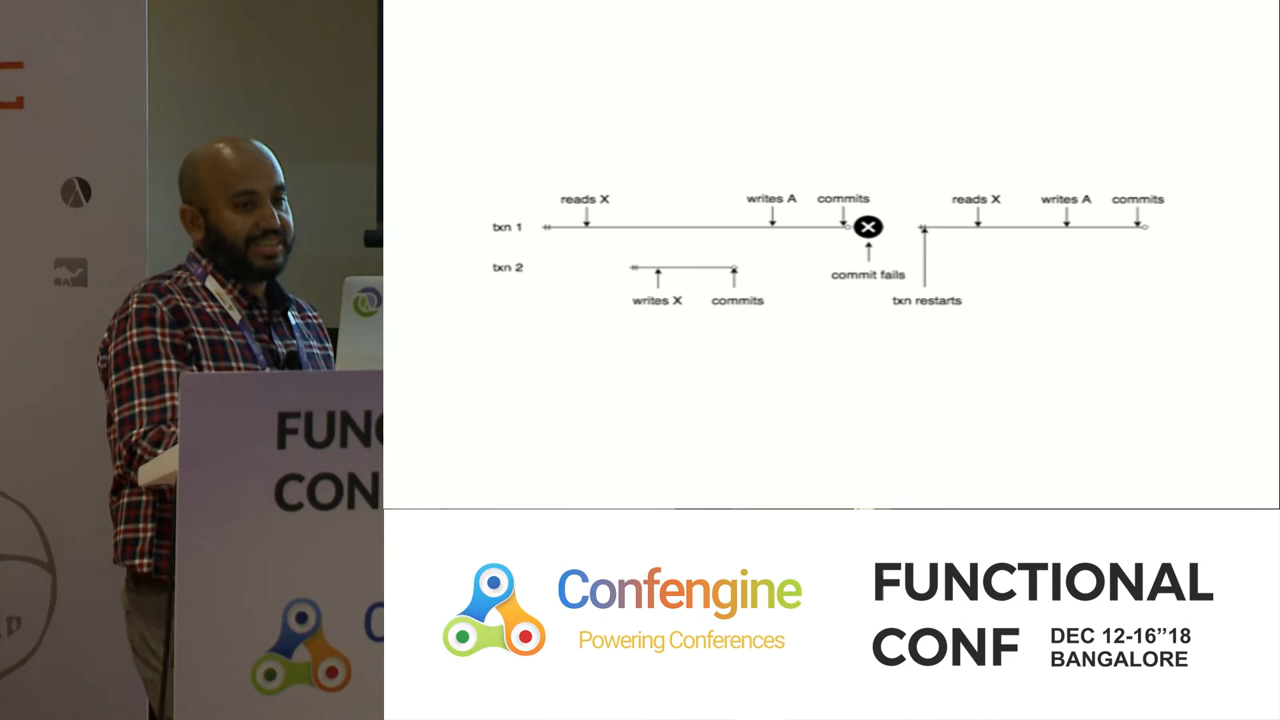 reads X
writes A
commits
reads X
writes A
commits
txn 1
txn 2
commit fails
writes X
commits
txn restarts
FUNC
CON
Confengine
Powering Conferences
FUNCTIONAL
CONF
DEC 12-16”18
BANGALORE